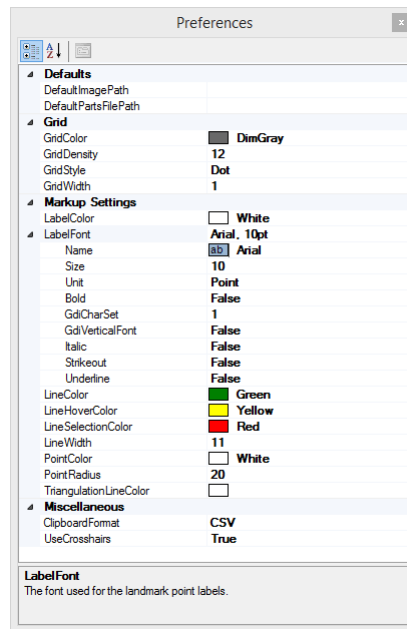 Preferences
x
A
Z
Defaults
DefaultImagePath
DefaultPartsFilePath
Grid
GridColor DimGray
GridDensity 12
GridStyle Dot
GridWidth 1
Markup Settings
LabelColor White
LabelFont Arial, 10pt
Name ab Arial
Size 10
Unit Point
Bold False
GdiCharSet 1
GdiVerticalFont False
Italic False
Strikeout False
Underline False
LineColor Green
LineHoverColor Yellow
LineSelectionColor Red
LineWidth 11
PointColor White
PointRadius 20
TriangulationLineColor
Miscellaneous
ClipboardFormat CSV
UseCrosshairs True
LabelFont
The font used for the landmark point labels.